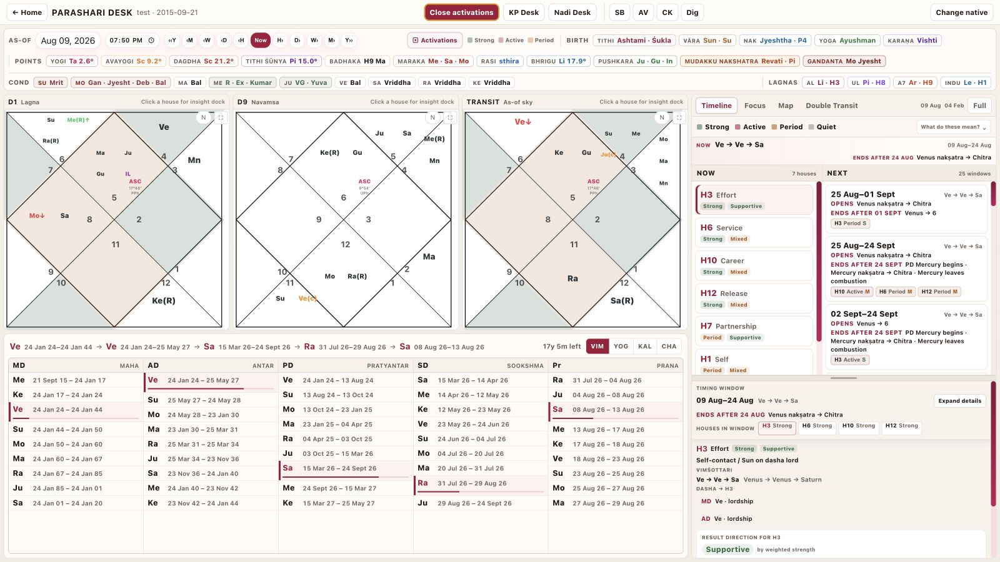 ← Home
PARASHARI DESK test · 2015-09-21
Close activations
KP Desk
Nadi Desk
SB
AV
CK
Dig
Change native
AS-OF
Aug 09, 2026
07:50 PM
‹‹Y ‹M ‹W ‹D ‹H Now H› D› W› M› Y››
Activations
Strong Active Period
BIRTH
TITHI Ashtami · Śukla
VĀRA Sun · Su
NAK Jyeshtha · P4
YOGA Ayushman
KARAṆA Vishti
POINTS
YOGI Ta 2.6°
AVAYOGI Sc 9.2°
DAGDHA Sc 21.2°
TITHI ŚŪNYA Pi 15.0°
BADHAKA H9 Ma
MARAKA Me · Sa · Mo
RASI sthira
BHRIGU Li 17.9°
PUSHKARA Ju · Gu · In
MUDAKKU NAKSHATRA Revati · Pi
GANDANTA Mo Jyesht
COND
SU Mrit
MO Gan · Jyesht · Deb · Bal
MA Bal
ME R · Ex · Kumar
JU VG · Yuva
VE Bal
SA Vriddha
RA Vriddha
KE Vriddha
LAGNAS
AL Li · H3
UL Pi · H8
A7 Ar · H9
INDU Le · H1
D1 Lagna
Click a house for insight dock
N
Su Me(R)↑
Ve
Ra(R)
Ma Ju
6
4
Mn
7
3
Gu IL
ASC
17°46'
PPh
5
Mo↓ Sa 8
2
11
9
1
10
12
Ke(R)
D9 Navamsa
Click a house for insight dock
N
Ju Sa
Me(R)
Ke(R) Gu
7
5
Mn
8
4
ASC
9°54'
UPh
6
9
3
12
Ma
10
2
Mo Ra(R)
11
1
Su Ve(c)
TRANSIT As-of sky
Click a house for insight dock
N
Ve↓
Su Me
Mo
Ke Gu Ju(c)
6
4
Ma
7
3
ASC
17°46'
PPh
Mn
5
8
2
11
9
1
Ra
10
12
Sa(R)
Ve 24 Jan 24–24 Jan 44 → Ve 24 Jan 24–25 May 27 → Sa 15 Mar 26–24 Sept 26 → Ra 31 Jul 26–29 Aug 26 → Sa 08 Aug 26–13 Aug 26
17y 5m left
VIM YOG KAL CHA
MD MAHA
Me 21 Sept 15 – 24 Jan 17
Ke 24 Jan 17 – 24 Jan 24
Ve 24 Jan 24 – 24 Jan 44
Su 24 Jan 44 – 24 Jan 50
Mo 24 Jan 50 – 24 Jan 60
Ma 24 Jan 60 – 24 Jan 67
Ra 24 Jan 67 – 24 Jan 85
Ju 24 Jan 85 – 24 Jan 01
Sa 24 Jan 01 – 24 Jan 20
AD ANTAR
Ve 24 Jan 24 – 25 May 27
Su 25 May 27 – 24 May 28
Mo 24 May 28 – 23 Jan 30
Ma 23 Jan 30 – 25 Mar 31
Ra 25 Mar 31 – 25 Mar 34
Ju 25 Mar 34 – 23 Nov 36
Sa 23 Nov 36 – 24 Jan 40
Me 24 Jan 40 – 23 Nov 42
Ke 23 Nov 42 – 24 Jan 44
PD PRATYANTAR
Ve 24 Jan 24 – 13 Aug 24
Su 13 Aug 24 – 13 Oct 24
Mo 13 Oct 24 – 23 Jan 25
Ma 23 Jan 25 – 04 Apr 25
Ra 04 Apr 25 – 03 Oct 25
Ju 03 Oct 25 – 15 Mar 26
Sa 15 Mar 26 – 24 Sept 26
Me 24 Sept 26 – 15 Mar 27
Ke 15 Mar 27 – 25 May 27
SD SOOKSHMA
Sa 15 Mar 26 – 14 Apr 26
Me 14 Apr 26 – 12 May 26
Ke 12 May 26 – 23 May 26
Ve 23 May 26 – 24 Jun 26
Su 24 Jun 26 – 04 Jul 26
Mo 04 Jul 26 – 20 Jul 26
Ma 20 Jul 26 – 31 Jul 26
Ra 31 Jul 26 – 29 Aug 26
Ju 29 Aug 26 – 24 Sept 26
Pr PRANA
Ra 31 Jul 26 – 04 Aug 26
Ju 04 Aug 26 – 08 Aug 26
Sa 08 Aug 26 – 13 Aug 26
Me 13 Aug 26 – 17 Aug 26
Ke 17 Aug 26 – 18 Aug 26
Ve 18 Aug 26 – 23 Aug 26
Su 23 Aug 26 – 25 Aug 26
Mo 25 Aug 26 – 27 Aug 26
Ma 27 Aug 26 – 29 Aug 26
Timeline Focus Map Double Transit
09 Aug 04 Feb Full
Strong Active Period Quiet
What do these mean?
NOW Ve → Ve → Sa
09 Aug–24 Aug
ENDS AFTER 24 AUG Venus nakṣatra → Chitra
NOW 7 houses
H3 Effort
Strong Supportive
H6 Service
Strong Mixed
H10 Career
Strong Mixed
H12 Release
Strong Mixed
H7 Partnership
Period Supportive
H1 Self
Period Mixed
NEXT 25 windows
25 Aug–01 Sept Ve → Ve → Sa
OPENS Venus nakṣatra → Chitra
ENDS AFTER 01 SEPT Venus → 6
H3 Period S
25 Aug–24 Sept Ve → Ve → Sa
OPENS Venus nakṣatra → Chitra
ENDS AFTER 24 SEPT PD Mercury begins ·
Mercury nakṣatra → Chitra · Mercury leaves
combustion
H10 Active M H6 Period M H12 Period M
02 Sept–24 Sept Ve → Ve → Sa
OPENS Venus → 6
ENDS AFTER 24 SEPT PD Mercury begins ·
Mercury nakṣatra → Chitra · Mercury leaves
combustion
H3 Active S
TIMING WINDOW
09 Aug–24 Aug Ve → Ve → Sa
Expand details
ENDS AFTER 24 AUG Venus nakṣatra → Chitra
HOUSES IN WINDOW H3 Strong H6 Strong H10 Strong H12 Strong
H3 Effort Strong Supportive
Self-contact / Sun on dasha lord
VIMŚOTTARI
Ve → Ve → Sa Venus → Venus → Saturn
DASHA → H3
MD Ve · lordship
AD Ve · lordship
RESULT DIRECTION FOR H3
Supportive by weighted strength